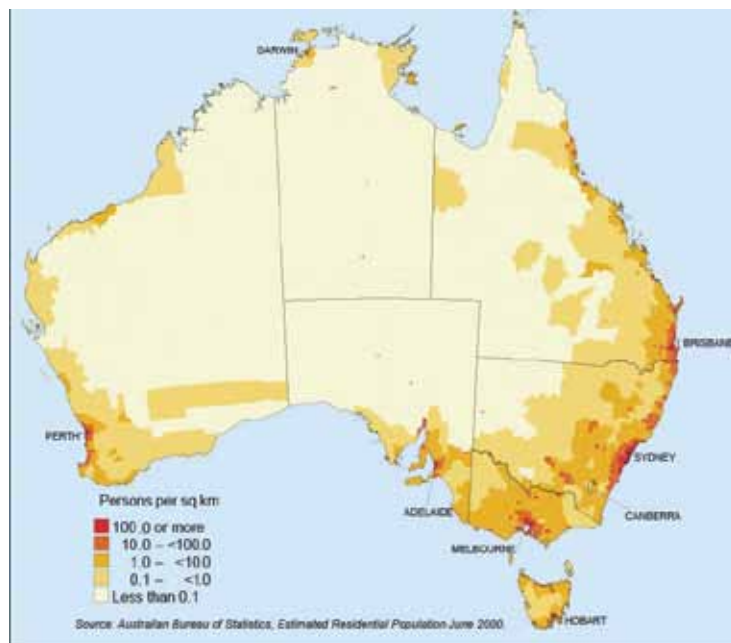 DARWIN
BRISBANE
PERTH
SYDNEY
CANBERRA
ADELAIDE
MELBOURNE
HOBART
Persons per sq km
100.0 or more
10.0 – <100.0
1.0 – <10.0
0.1 – <1.0
Less than 0.1
Source: Australian Bureau of Statistics, Estimated Residential Population June 2000.